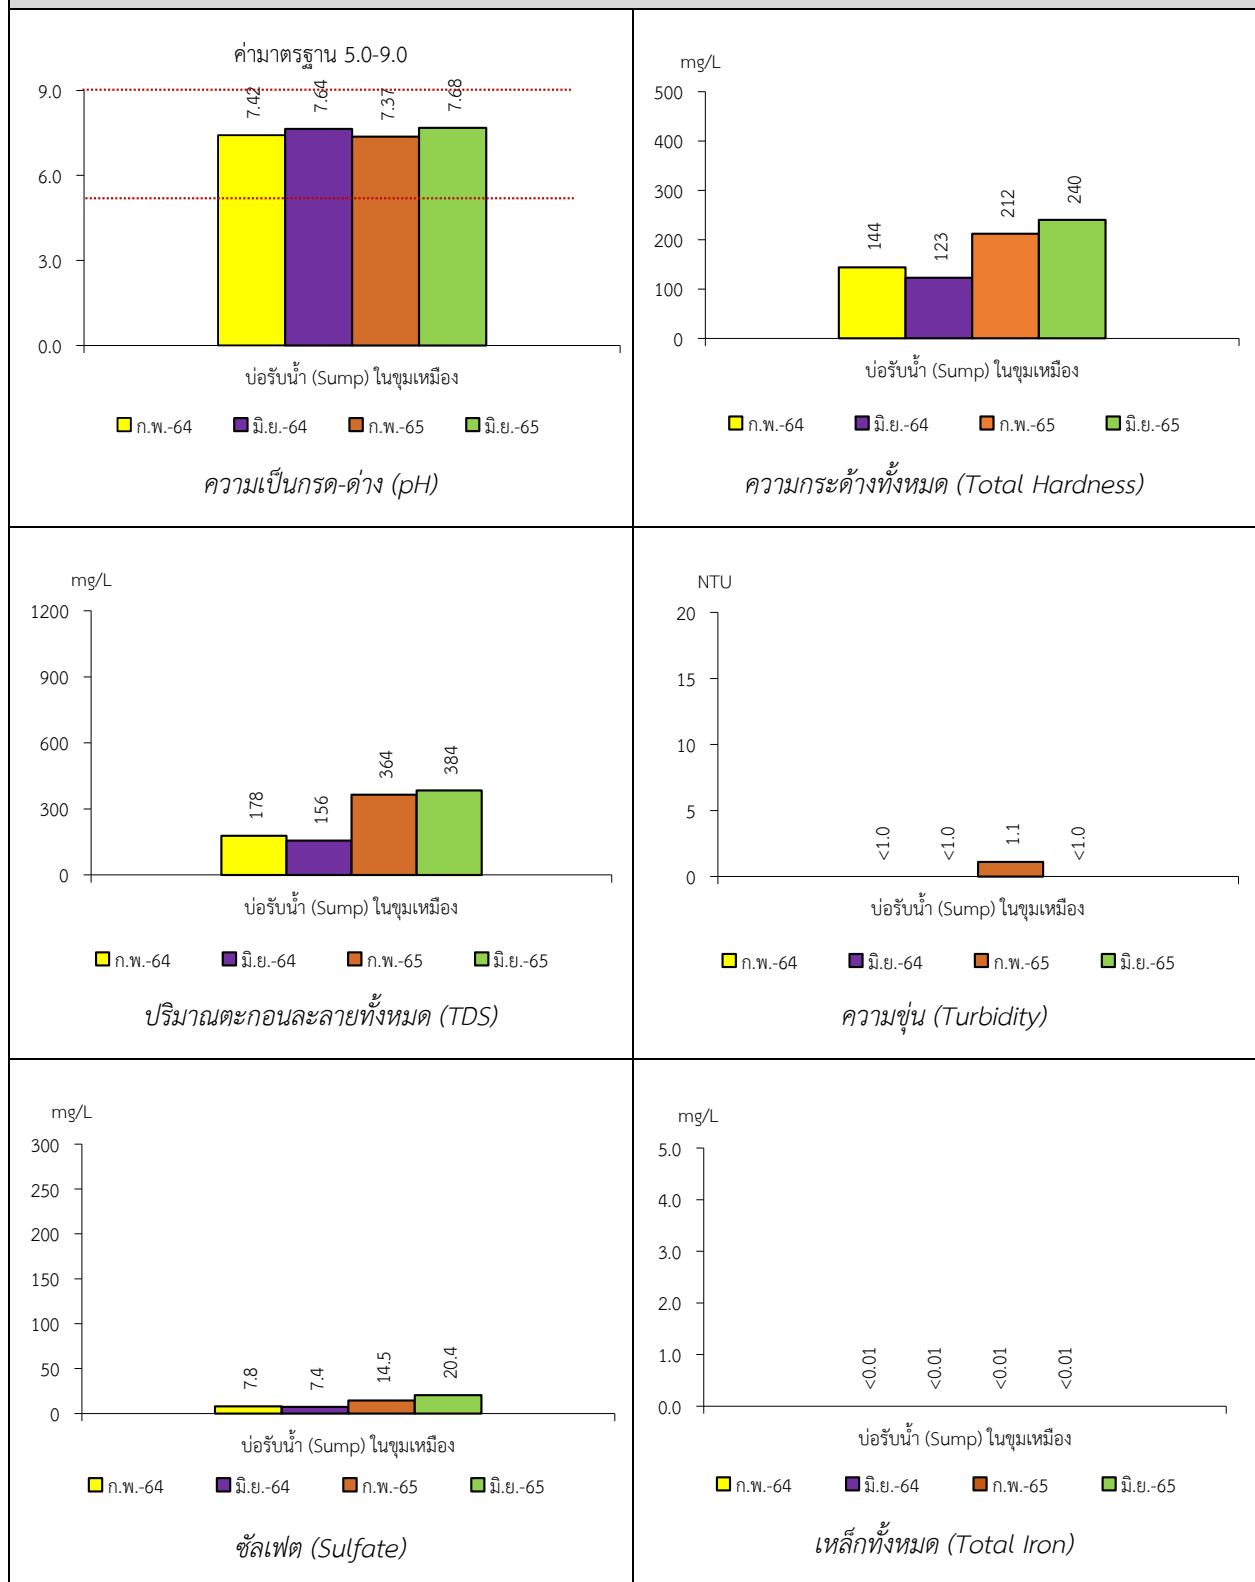 ค่ามาตรฐาน 5.0-9.0
9.0
6.0
3.0
0.0
7.42
7.64
7.37
7.68
บ่อรับน้ำ (Sump) ในขุมเหมือง
ก.พ.-64 มิ.ย.-64 ก.พ.-65 มิ.ย.-65
ความเป็นกรด-ด่าง (pH)
mg/L
500
400
300
200
100
0
144
123
212
240
บ่อรับน้ำ (Sump) ในขุมเหมือง
ก.พ.-64 มิ.ย.-64 ก.พ.-65 มิ.ย.-65
ความกระด้างทั้งหมด (Total Hardness)
mg/L
1200
900
600
300
0
178
156
364
384
บ่อรับน้ำ (Sump) ในขุมเหมือง
ก.พ.-64 มิ.ย.-64 ก.พ.-65 มิ.ย.-65
ปริมาณตะกอนละลายทั้งหมด (TDS)
NTU
20
15
10
5
0
<1.0
<1.0
1.1
<1.0
บ่อรับน้ำ (Sump) ในขุมเหมือง
ก.พ.-64 มิ.ย.-64 ก.พ.-65 มิ.ย.-65
ความขุ่น (Turbidity)
mg/L
300
250
200
150
100
50
0
7.8
7.4
14.5
20.4
บ่อรับน้ำ (Sump) ในขุมเหมือง
ก.พ.-64 มิ.ย.-64 ก.พ.-65 มิ.ย.-65
ซัลเฟต (Sulfate)
mg/L
5.0
4.0
3.0
2.0
1.0
0.0
<0.01
<0.01
<0.01
<0.01
บ่อรับน้ำ (Sump) ในขุมเหมือง
ก.พ.-64 มิ.ย.-64 ก.พ.-65 มิ.ย.-65
เหล็กทั้งหมด (Total Iron)